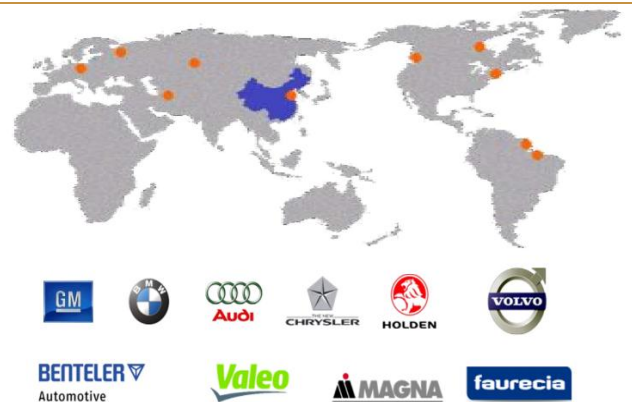 GM
BMW
Audi
THE NEW
CHRYSLER
HOLDEN
VOLVO
BENTELER
Automotive
Valeo
MAGNA
faurecia